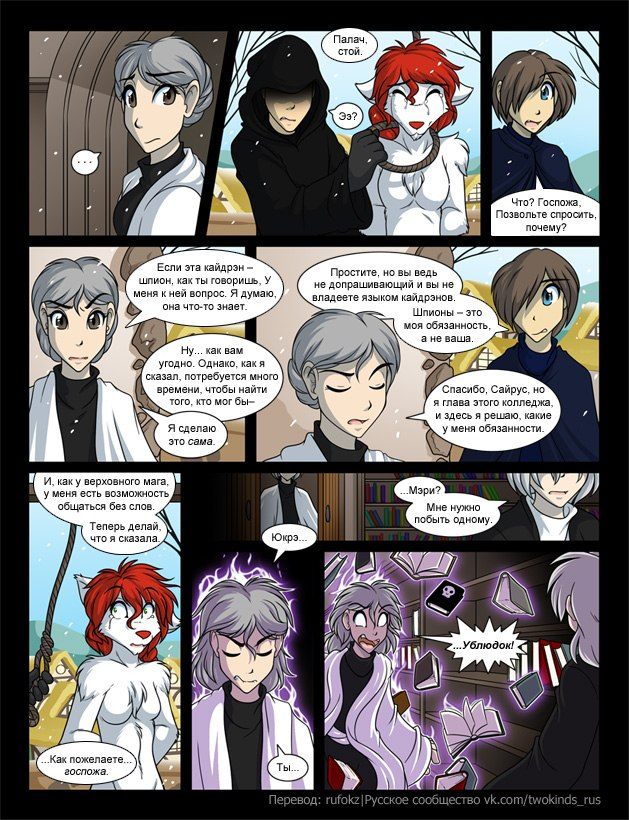 ...
Палач,
стой.
Ээ?
Что? Госпожа,
Позвольте спросить,
почему?
Если эта кайдрэн –
шпион, как ты говоришь, У
меня к ней вопрос. Я думаю,
она что-то знает.
Ну... как вам
угодно. Однако, как я
сказал, потребуется много
времени, чтобы найти
того, кто мог бы–
Я сделаю
это сама.
Простите, но вы ведь
не допрашивающий и вы не
владеете языком кайдрэнов.
Шпионы – это
моя обязанность,
а не ваша.
Спасибо, Сайрус, но
я глава этого колледжа,
и здесь я решаю, какие
у меня обязанности.
И, как у верховного мага,
у меня есть возможность
общаться без слов.
Теперь делай,
что я сказала.
...Как пожелаете...
госпожа.
...Мэри?
Мне нужно
побыть одному.
Юкрэ...
Ты...
...Ублюдок!
Перевод: rufokz|Русское сообщество vk.com/twokinds_rus